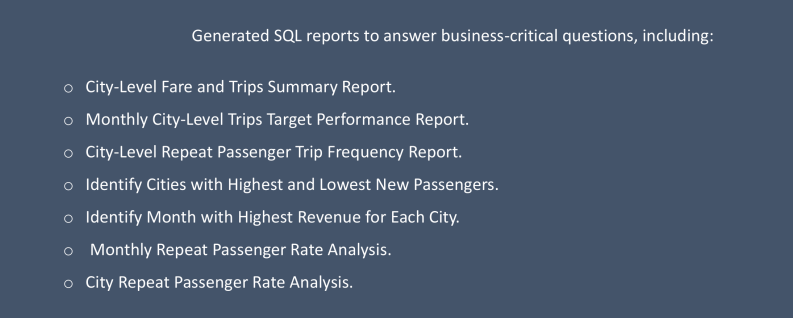 Generated SQL reports to answer business-critical questions, including:
o City-Level Fare and Trips Summary Report.
o Monthly City-Level Trips Target Performance Report.
o City-Level Repeat Passenger Trip Frequency Report.
o Identify Cities with Highest and Lowest New Passengers.
o Identify Month with Highest Revenue for Each City.
o Monthly Repeat Passenger Rate Analysis.
o City Repeat Passenger Rate Analysis.